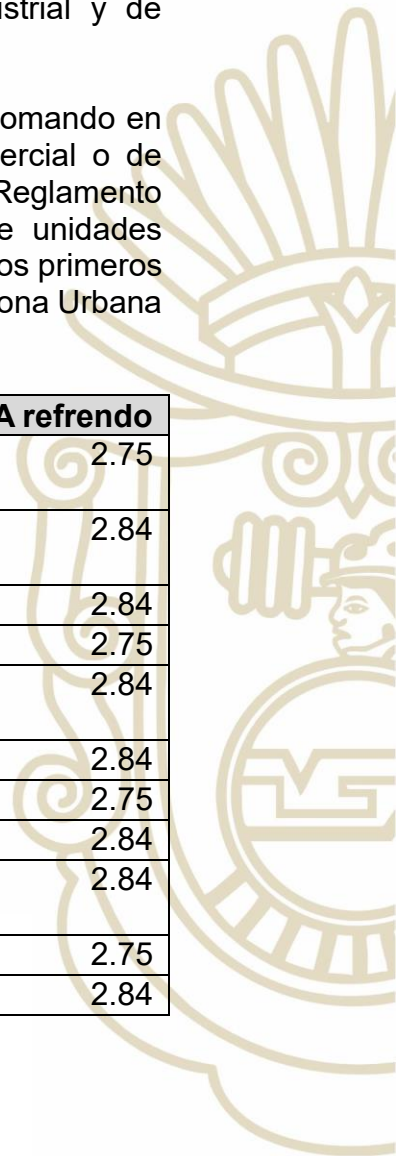 strial y de
omando en
ercial o de
Reglamento
e unidades
os primeros
ona Urbana
A refrendo
2.75
2.84
2.84
2.75
2.84
2.84
2.75
2.84
2.84
2.75
2.84